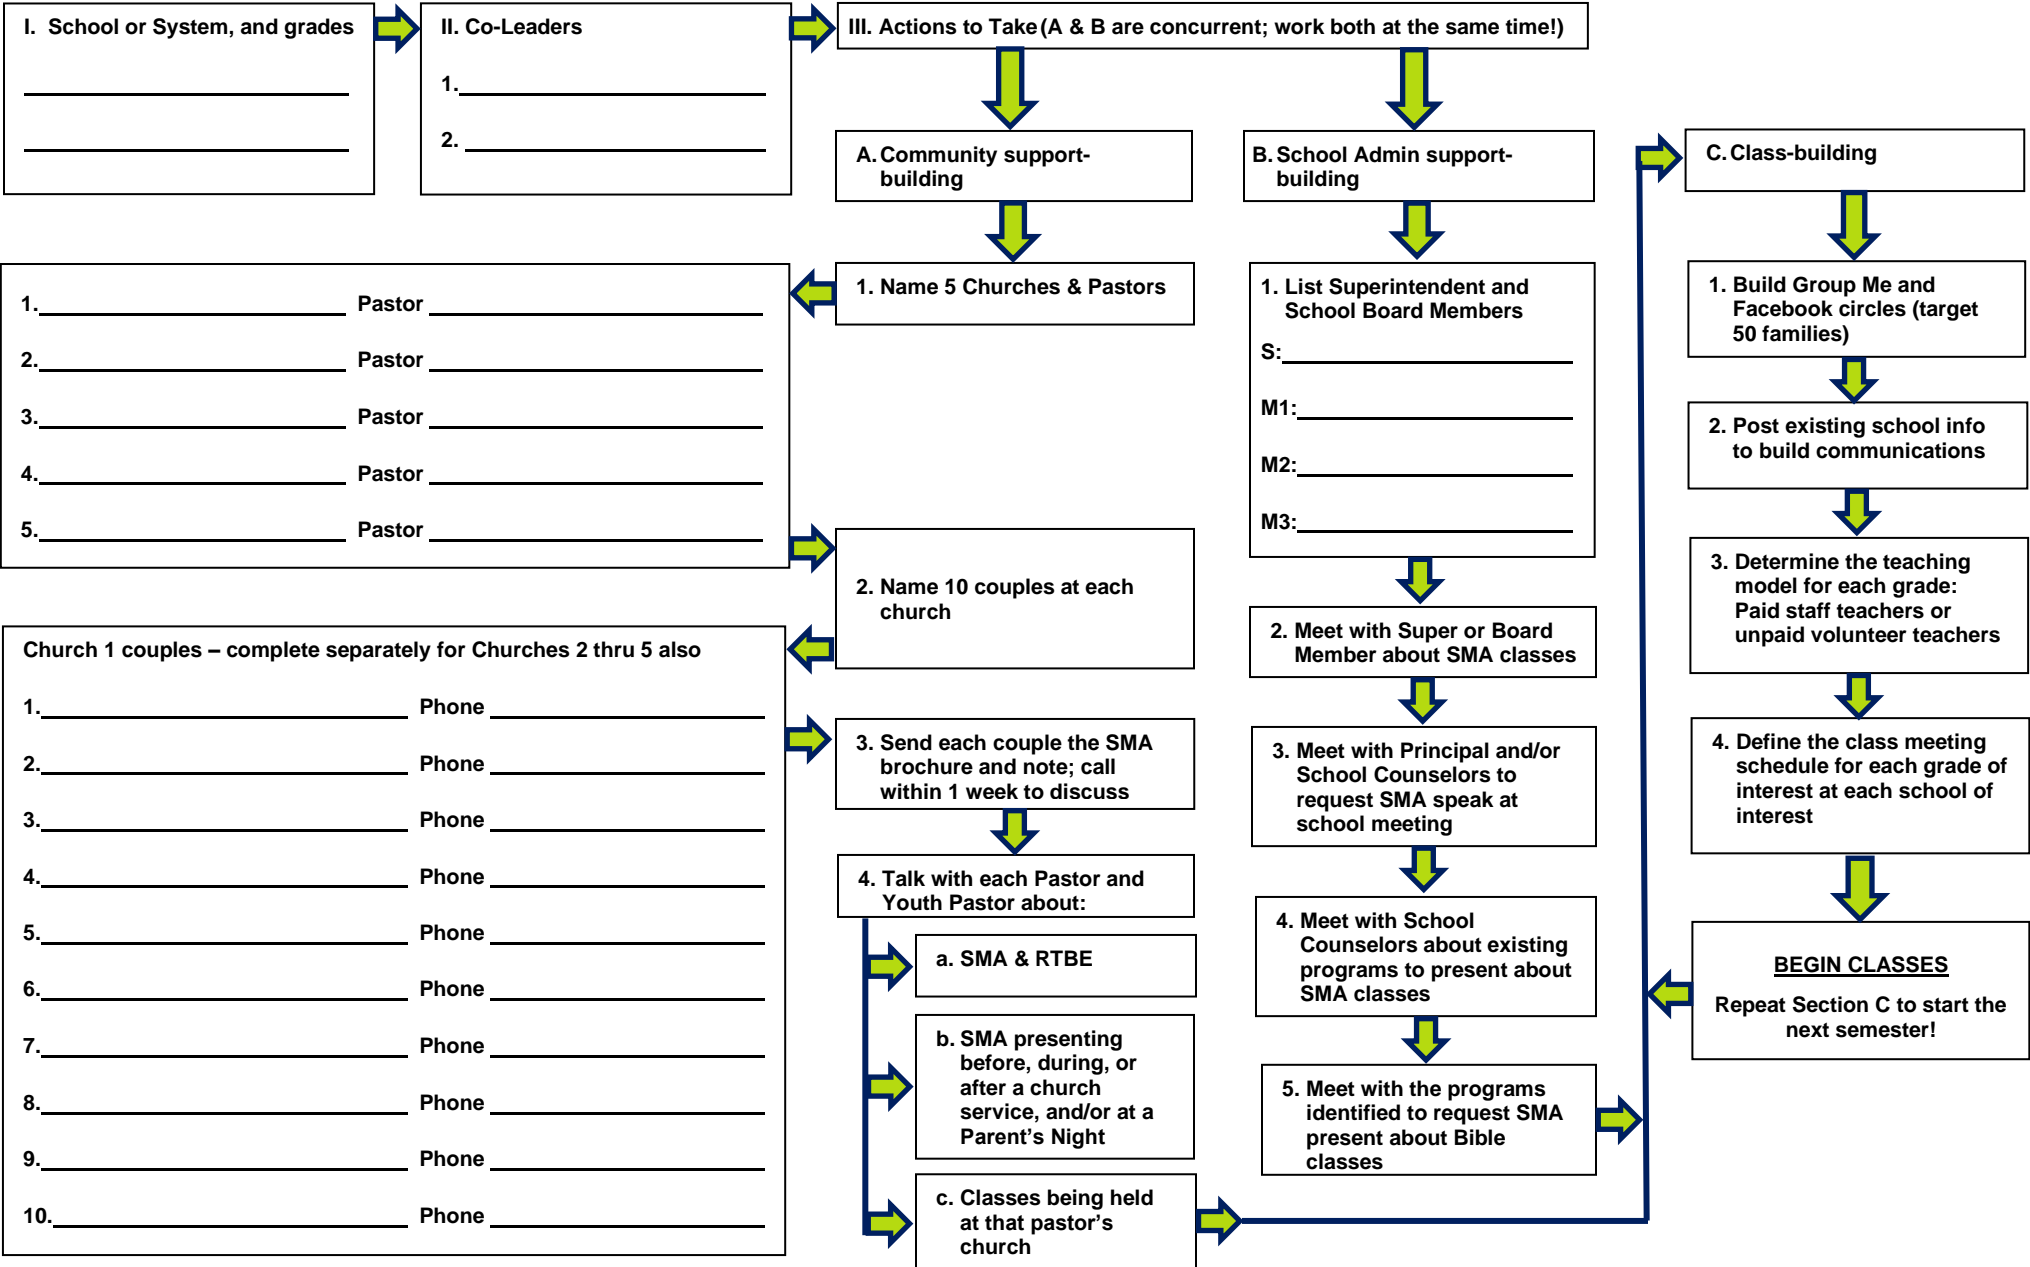 I. School or System, and grades
II. Co-Leaders
1.
2.
III. Actions to Take (A & B are concurrent; work both at the same time!)
A. Community support-
building
1. Name 5 Churches & Pastors
1. Pastor
2. Pastor
3. Pastor
4. Pastor
5. Pastor
2. Name 10 couples at each
church
Church 1 couples – complete separately for Churches 2 thru 5 also
1. Phone
2. Phone
3. Phone
4. Phone
5. Phone
6. Phone
7. Phone
8. Phone
9. Phone
10. Phone
3. Send each couple the SMA
brochure and note; call
within 1 week to discuss
4. Talk with each Pastor and
Youth Pastor about:
a. SMA & RTBE
b. SMA presenting
before, during, or
after a church
service, and/or at a
Parent’s Night
c. Classes being held
at that pastor’s
church
B. School Admin support-
building
1. List Superintendent and
School Board Members
S:
M1:
M2:
M3:
2. Meet with Super or Board
Member about SMA classes
3. Meet with Principal and/or
School Counselors to
request SMA speak at
school meeting
4. Meet with School
Counselors about existing
programs to present about
SMA classes
5. Meet with the programs
identified to request SMA
present about Bible
classes
C. Class-building
1. Build Group Me and
Facebook circles (target
50 families)
2. Post existing school info
to build communications
3. Determine the teaching
model for each grade:
Paid staff teachers or
unpaid volunteer teachers
4. Define the class meeting
schedule for each grade of
interest at each school of
interest
BEGIN CLASSES
Repeat Section C to start the
next semester!